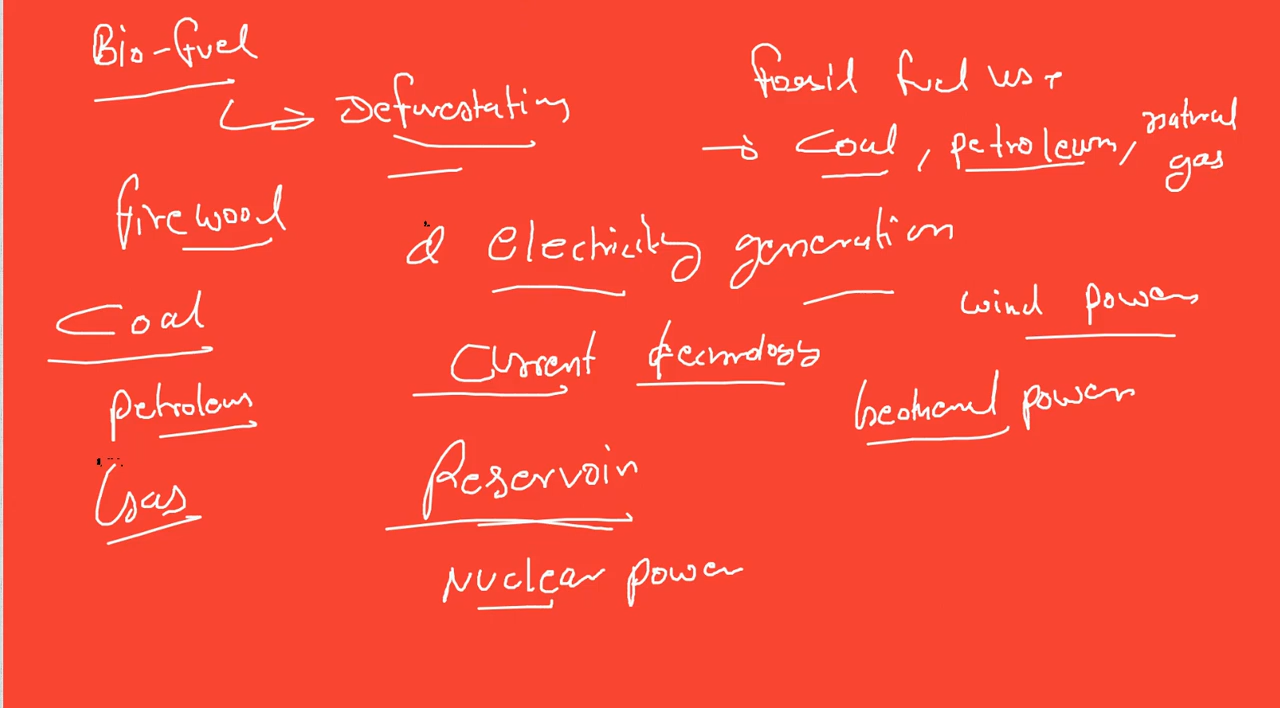 Bio-fuel
→ Deforestation
firewood
Coal
Petroleum
Gas
fossil fuel use
→ Coal, petroleum, natural gas
electricity generation
Current technology
Reservoir
Nuclear power
wind power
Geothermal power